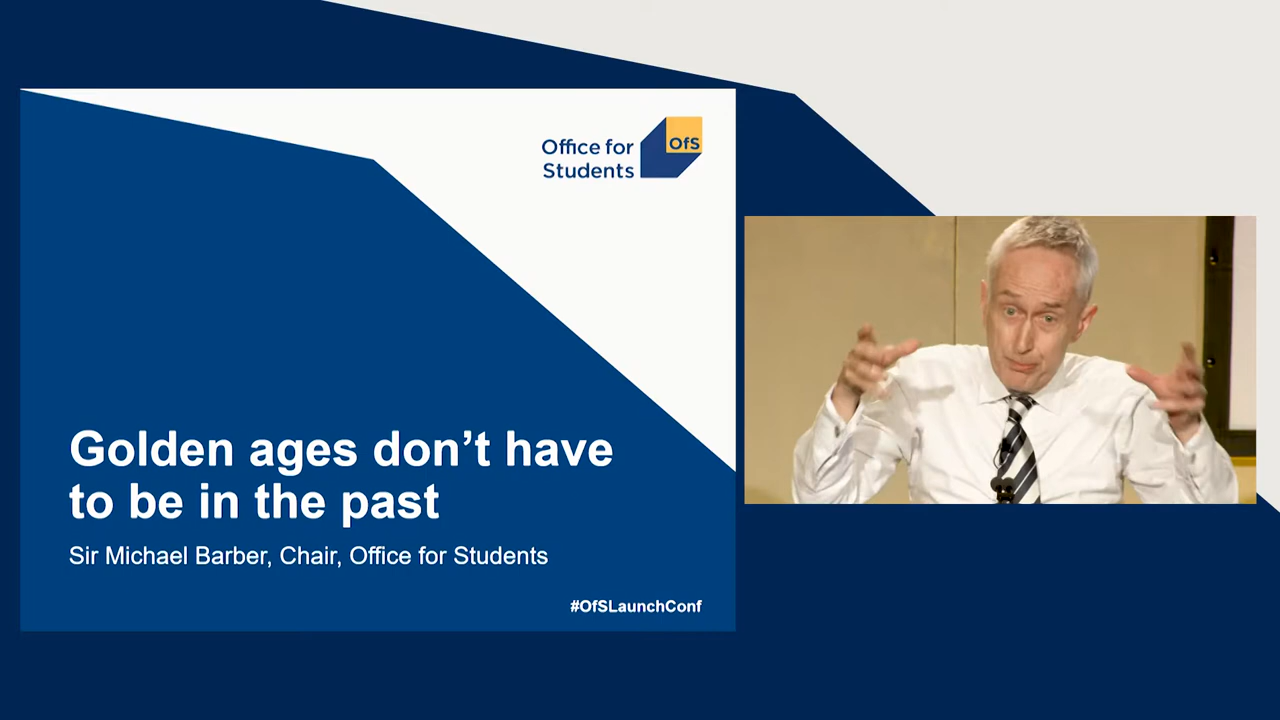 Office for
Students
OfS
Golden ages don’t have
to be in the past
Sir Michael Barber, Chair, Office for Students
#OfSLaunchConf